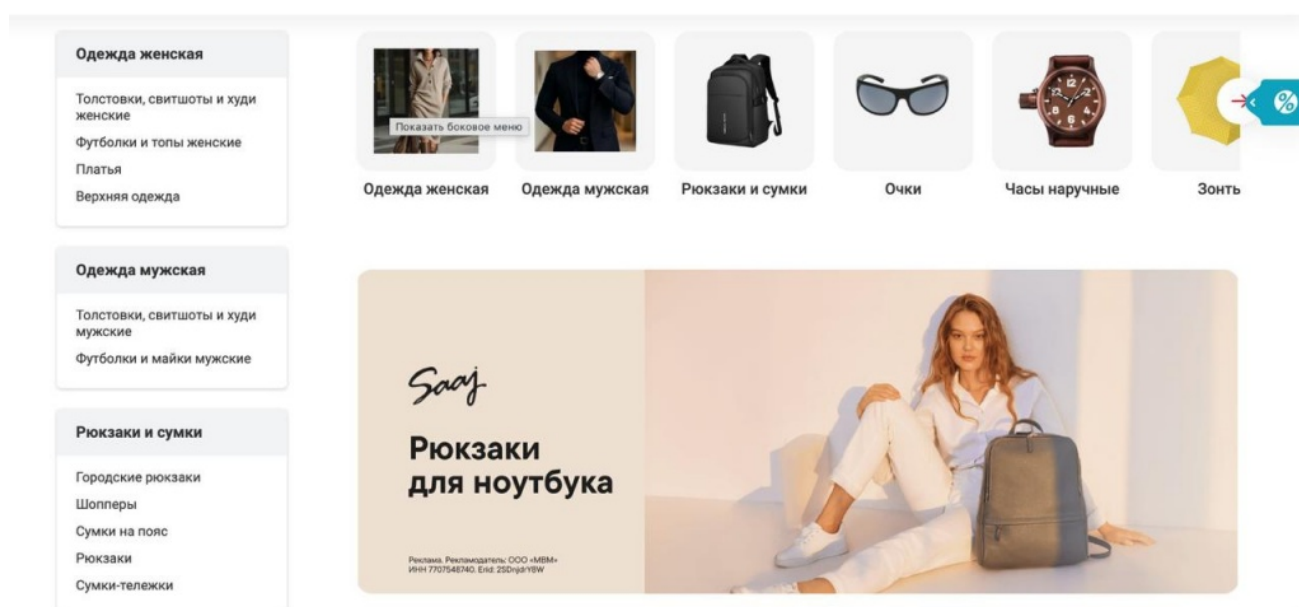 Одежда женская
Толстовки, свитшоты и худи
женские
Футболки и топы женские
Платья
Верхняя одежда
Одежда мужская
Толстовки, свитшоты и худи
мужские
Футболки и майки мужские
Рюкзаки и сумки
Городские рюкзаки
Шопперы
Сумки на пояс
Рюкзаки
Сумки-тележки
Показать боковое меню
Одежда женская
Одежда мужская
Рюкзаки и сумки
Очки
Часы наручные
Зонты
%
Saaj
Рюкзаки
для ноутбука
Реклама. Рекламодатель: ООО «МВМ»
ИНН 7707548740. Erid: